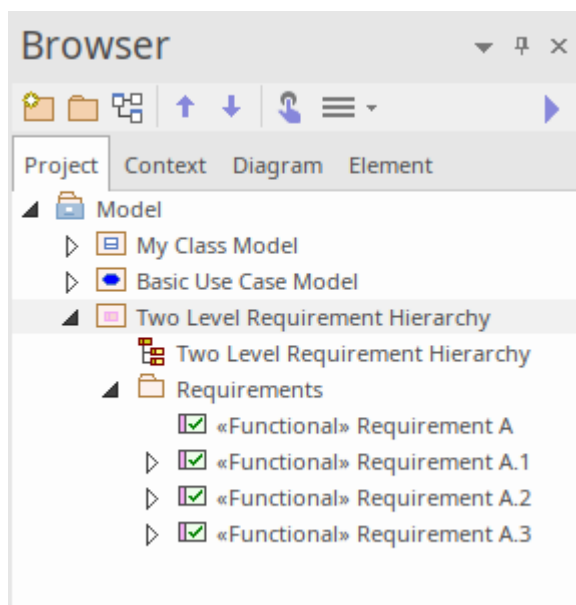 Browser
Project Context Diagram Element
Model
My Class Model
Basic Use Case Model
Two Level Requirement Hierarchy
Two Level Requirement Hierarchy
Requirements
«Functional» Requirement A
«Functional» Requirement A.1
«Functional» Requirement A.2
«Functional» Requirement A.3